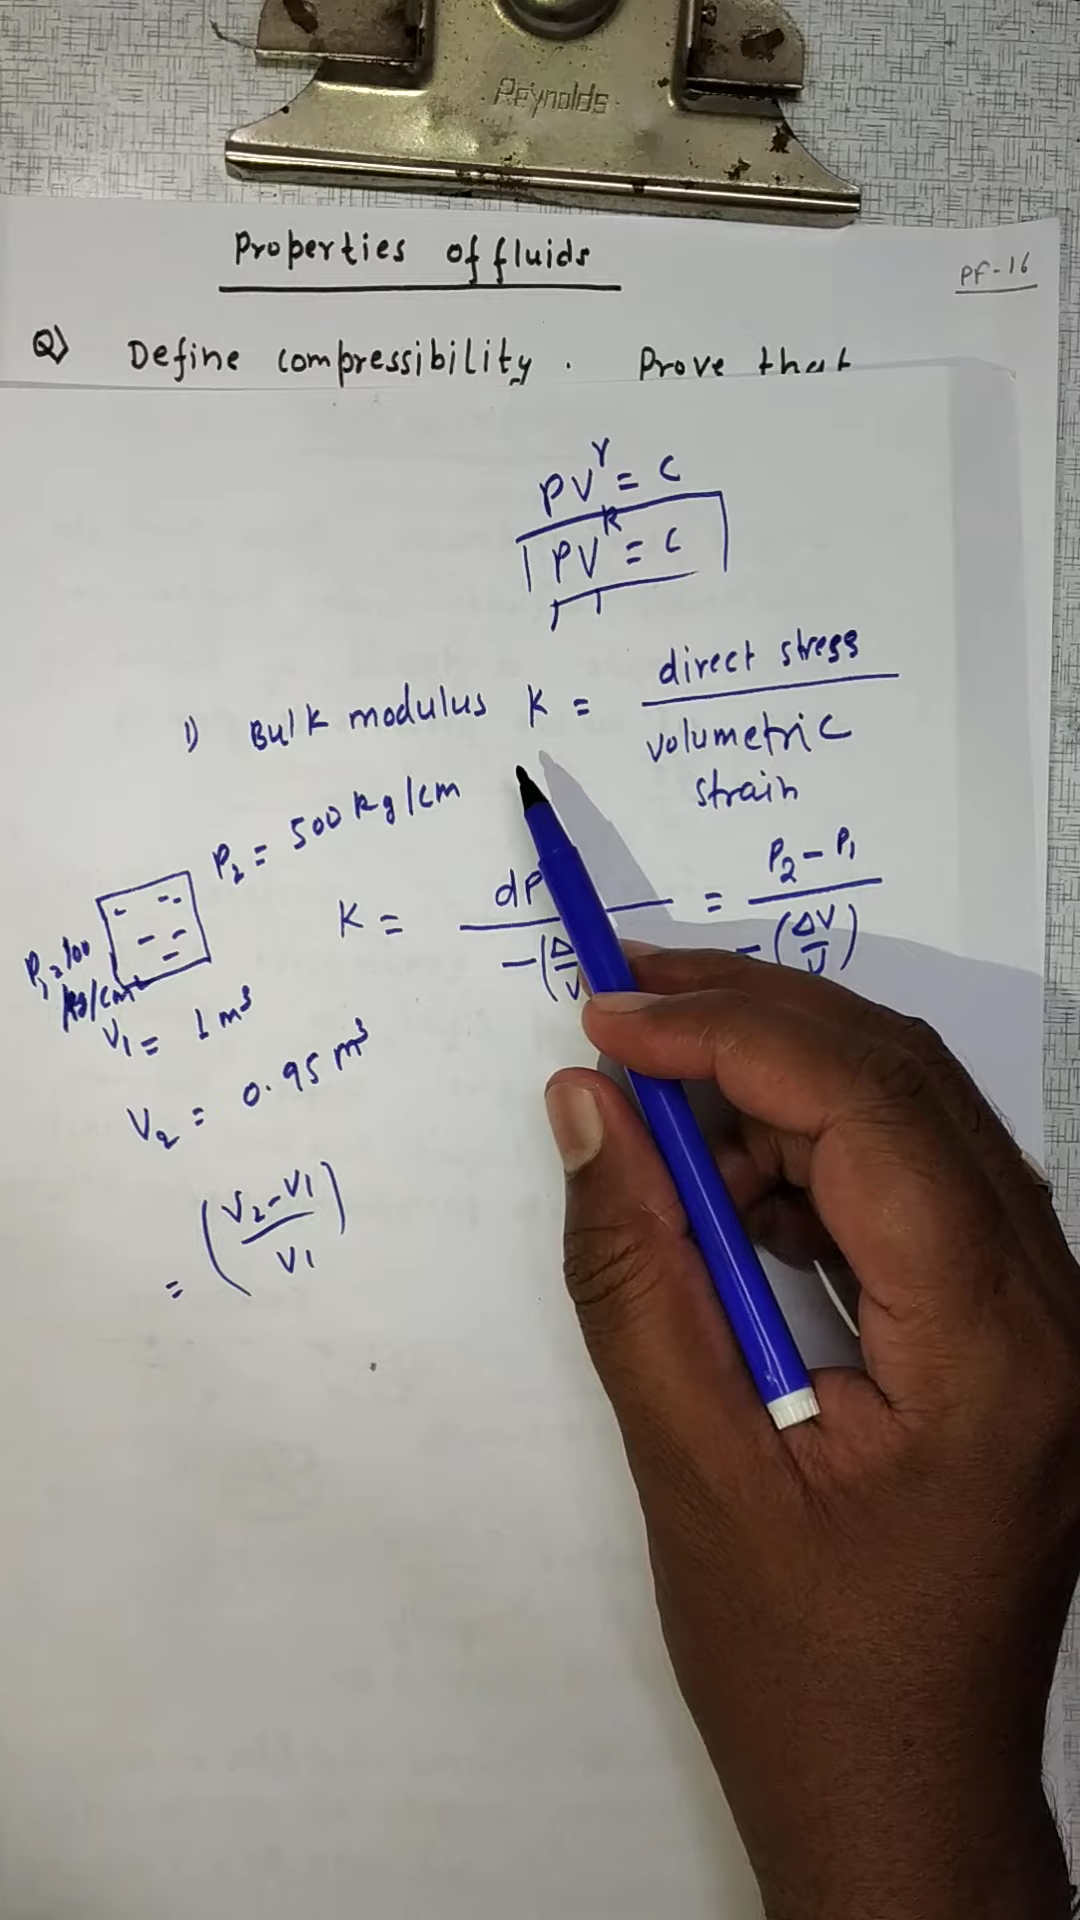 Reynolds
Properties of fluids
PF-16
Q) Define compressibility. Prove that
PV^γ = C
PV^K = C
1) Bulk modulus K = direct stress / volumetric strain
P2 = 500 kg/cm
P1 = 100 kg/cm²
K = dP / -(Δ/V = P2 - P1 / -(ΔV/V)
V1 = 1 m³
V2 = 0.95 m³
= (V2-V1 / V1)